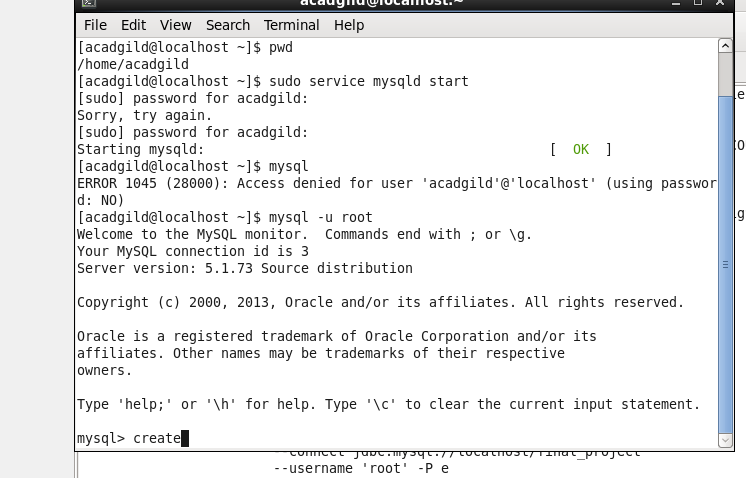 acadgild@localhost:~
File Edit View Search Terminal Help
[acadgild@localhost ~]$ pwd
/home/acadgild
[acadgild@localhost ~]$ sudo service mysqld start
[sudo] password for acadgild:
Sorry, try again.
[sudo] password for acadgild:
Starting mysqld: [ OK ]
[acadgild@localhost ~]$ mysql
ERROR 1045 (28000): Access denied for user 'acadgild'@'localhost' (using passwor
d: NO)
[acadgild@localhost ~]$ mysql -u root
Welcome to the MySQL monitor. Commands end with ; or \g.
Your MySQL connection id is 3
Server version: 5.1.73 Source distribution
Copyright (c) 2000, 2013, Oracle and/or its affiliates. All rights reserved.
Oracle is a registered trademark of Oracle Corporation and/or its
affiliates. Other names may be trademarks of their respective
owners.
Type 'help;' or '\h' for help. Type '\c' to clear the current input statement.
mysql> create
--connect jdbc:mysql://localhost/final_project
--username 'root' -P e